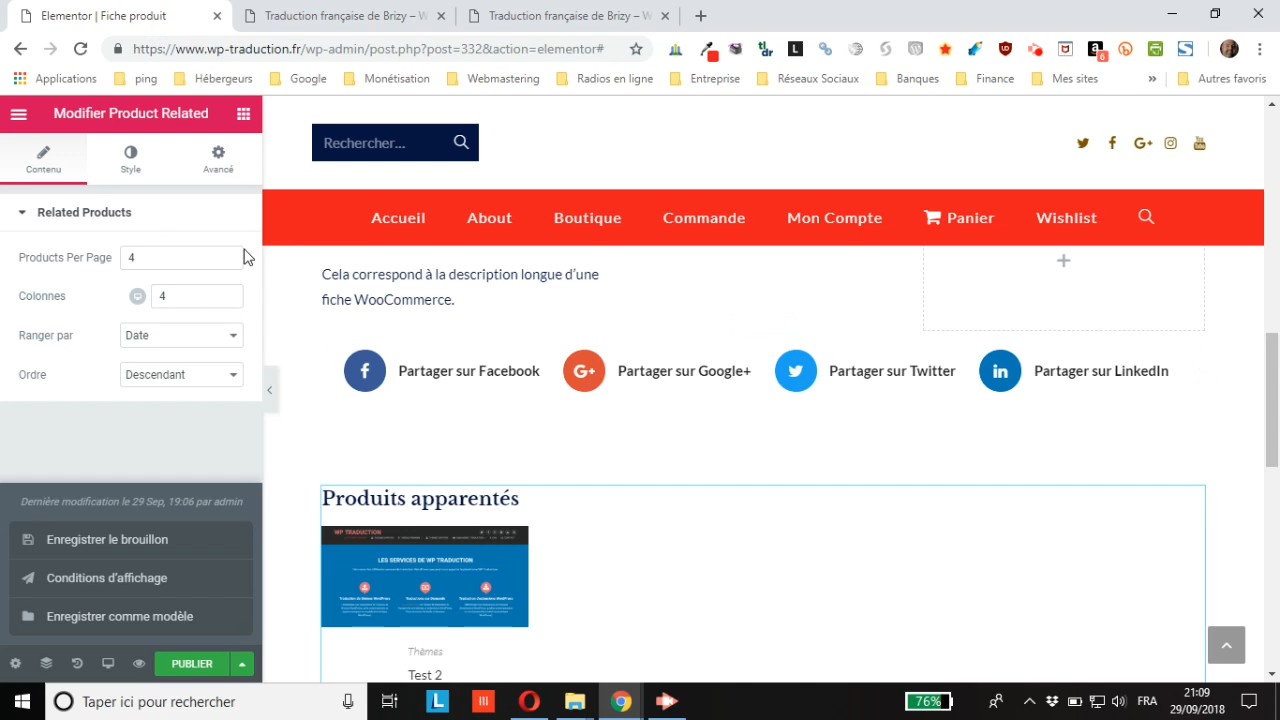 Elementor | Fiche produit
Traduction française de Brizy – W
Traduction française de Brizy – W
https://www.wp-traduction.fr/wp-admin/post.php?post=332&action=elementor#
Applications
ping
Hébergeurs
Google
Monétisation
Webmastering
Radios en ligne
Entreprise
Réseaux Sociaux
Banques
Finance
Mes sites
»
Autres favoris
Modifier Product Related
Contenu
Style
Avancé
Related Products
Products Per Page
4
Colonnes
4
Ranger par
Date
Ordre
Descendant
Dernière modification le 29 Sep, 19:06 par admin
Enregistrer le brouillon
Conditions d'affichage
Enregistrer comme modèle
PUBLIER
Rechercher...
Accueil
About
Boutique
Commande
Mon Compte
Panier
Wishlist
Cela correspond à la description longue d'une
fiche WooCommerce.
Partager sur Facebook
Partager sur Google+
Partager sur Twitter
Partager sur LinkedIn
Produits apparentés
WP TRADUCTION
LES SERVICES DE WP TRADUCTION
Thèmes
Test 2
Taper ici pour rechercher
76%
FRA
21:09
29/09/2018